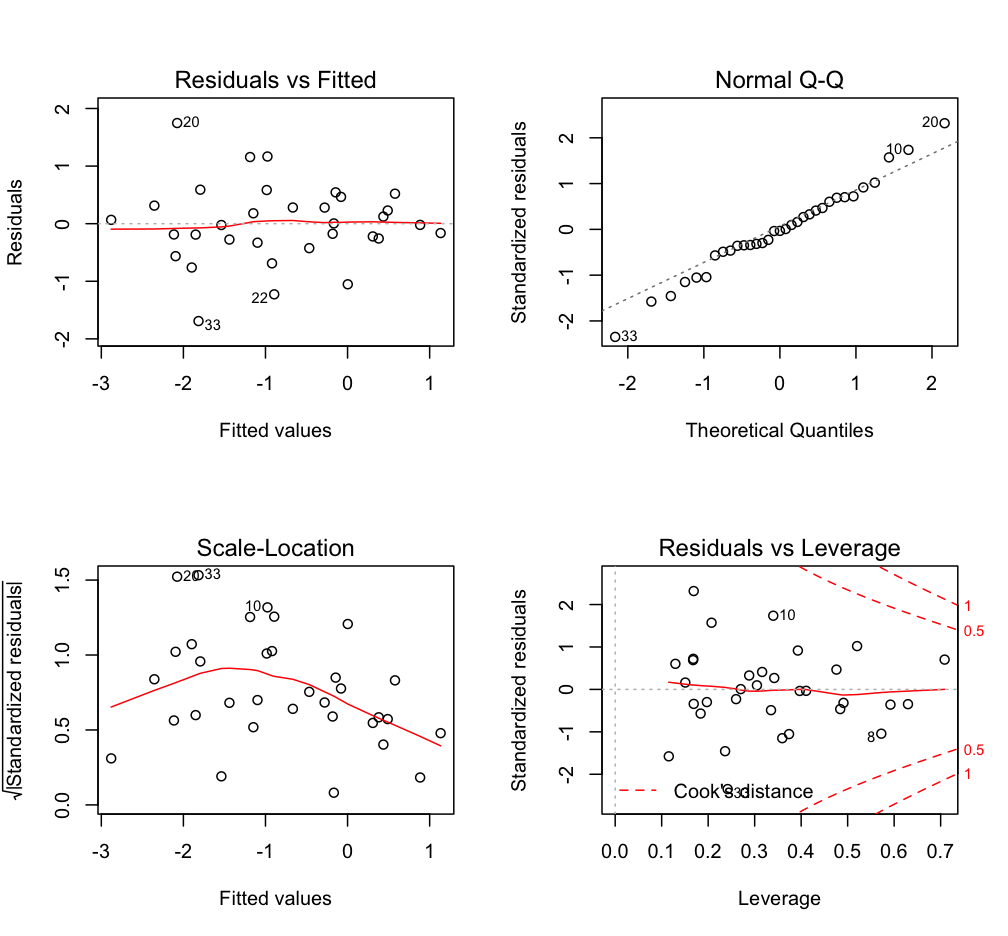 Residuals vs Fitted
Residuals
2
1
0
-1
-2
20
22
33
-3 -2 -1 0 1
Fitted values
Normal Q-Q
Standardized residuals
2
1
0
-1
-2
20
10
33
-2 -1 0 1 2
Theoretical Quantiles
Scale-Location
√|Standardized residuals|
1.5
1.0
0.5
0.0
20 33
10
-3 -2 -1 0 1
Fitted values
Residuals vs Leverage
Standardized residuals
2
1
0
-1
-2
10
8
33
Cook's distance
1
0.5
0.5
1
0.0 0.1 0.2 0.3 0.4 0.5 0.6 0.7
Leverage